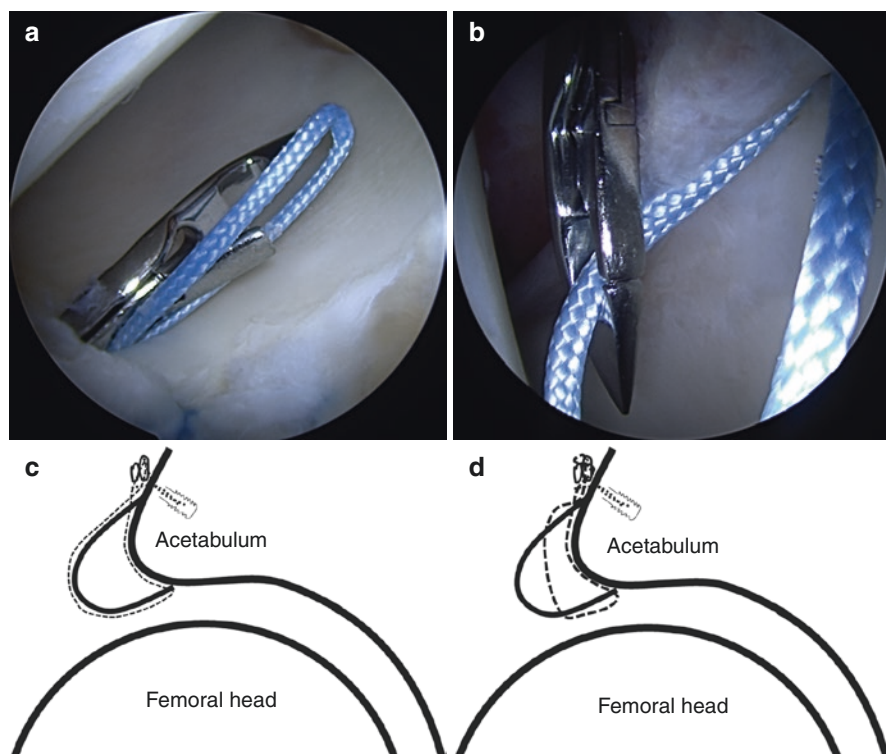 a
b
c
d
Acetabulum
Acetabulum
Femoral head
Femoral head